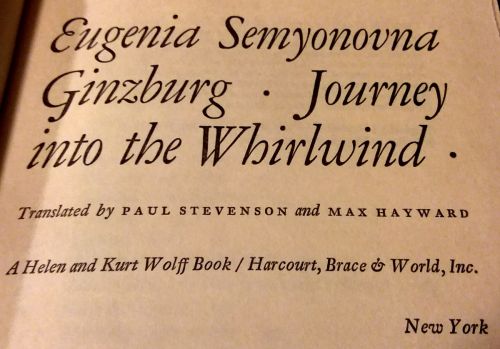 Eugenia Semyonovna
Ginzburg · Journey
into the Whirlwind ·
Translated by PAUL STEVENSON and MAX HAYWARD
A Helen and Kurt Wolff Book / Harcourt, Brace & World, Inc.
New York